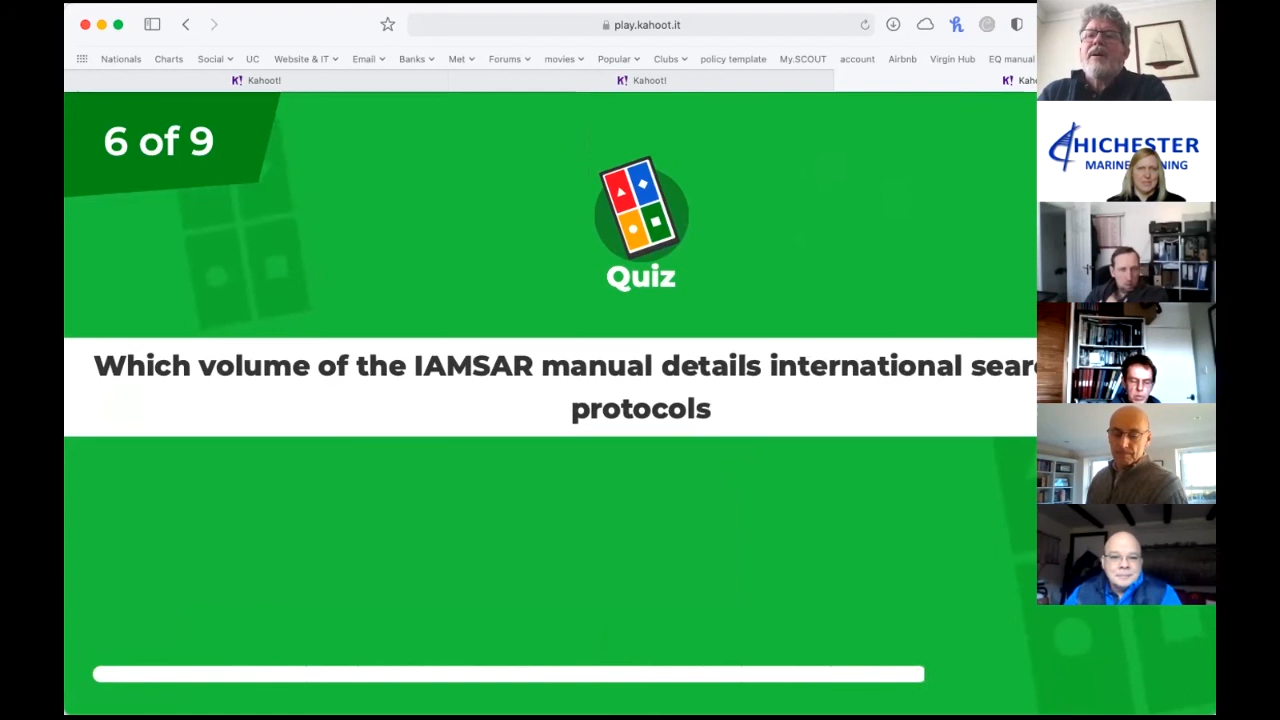 play.kahoot.it
Nationals Charts Social UC Website & IT Email Banks Met Forums movies Popular Clubs policy template My.SCOUT account Airbnb Virgin Hub EQ manual
K! Kahoot!
K! Kahoot!
K!
6 of 9
Quiz
Which volume of the IAMSAR manual details international
protocols
HICHESTER
MARINE